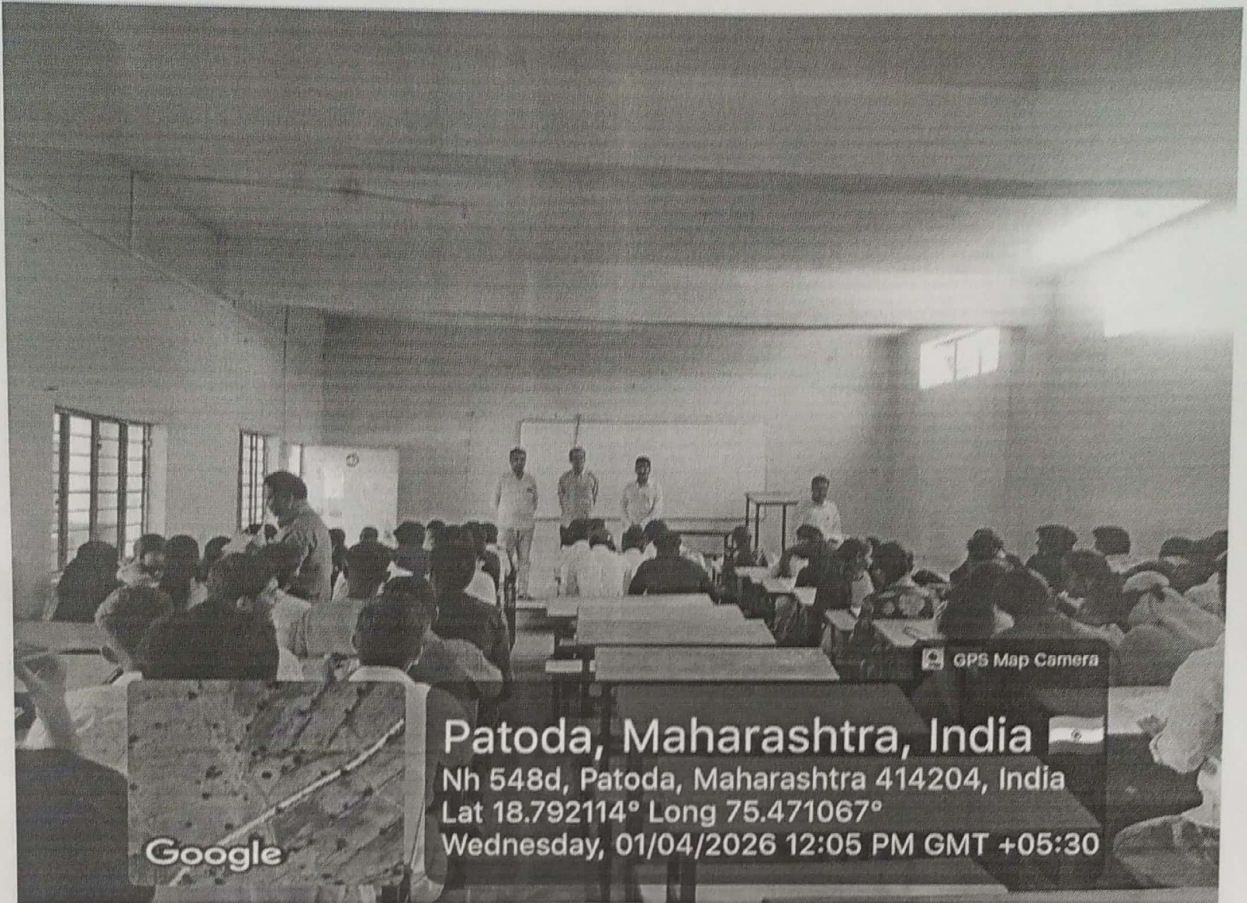 GPS Map Camera
Patoda, Maharashtra, India
Nh 548d, Patoda, Maharashtra 414204, India
Lat 18.792114° Long 75.471067°
Wednesday, 01/04/2026 12:05 PM GMT +05:30
Google